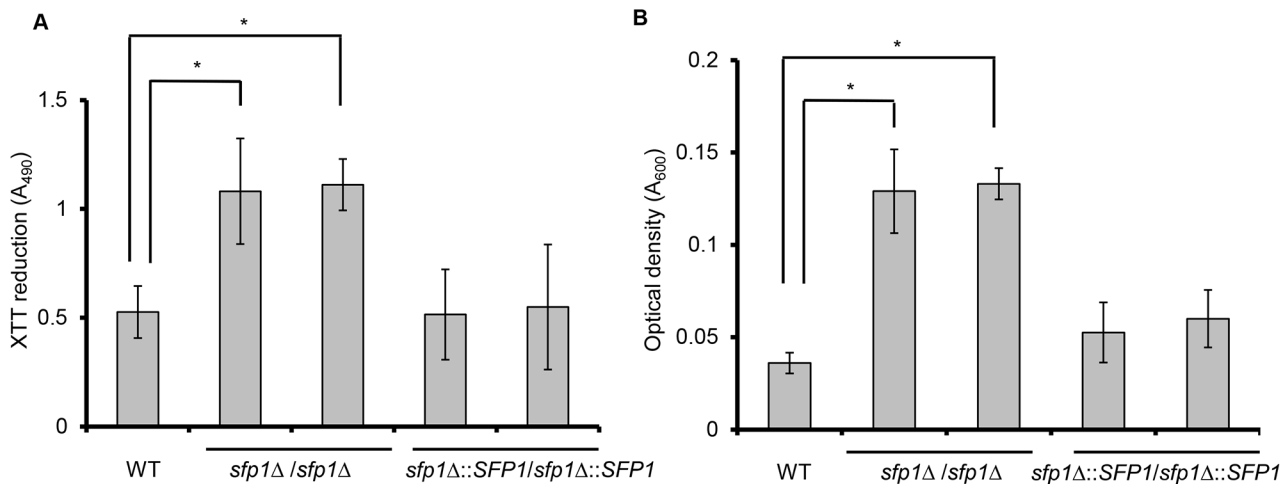 A
*
*
1.5
1
0.5
0
XTT reduction (A490)
WT
sfp1Δ /sfp1Δ
sfp1Δ::SFP1/sfp1Δ::SFP1
B
*
*
0.2
0.15
0.1
0.05
0
Optical density (A600)
WT
sfp1Δ /sfp1Δ
sfp1Δ::SFP1/sfp1Δ::SFP1